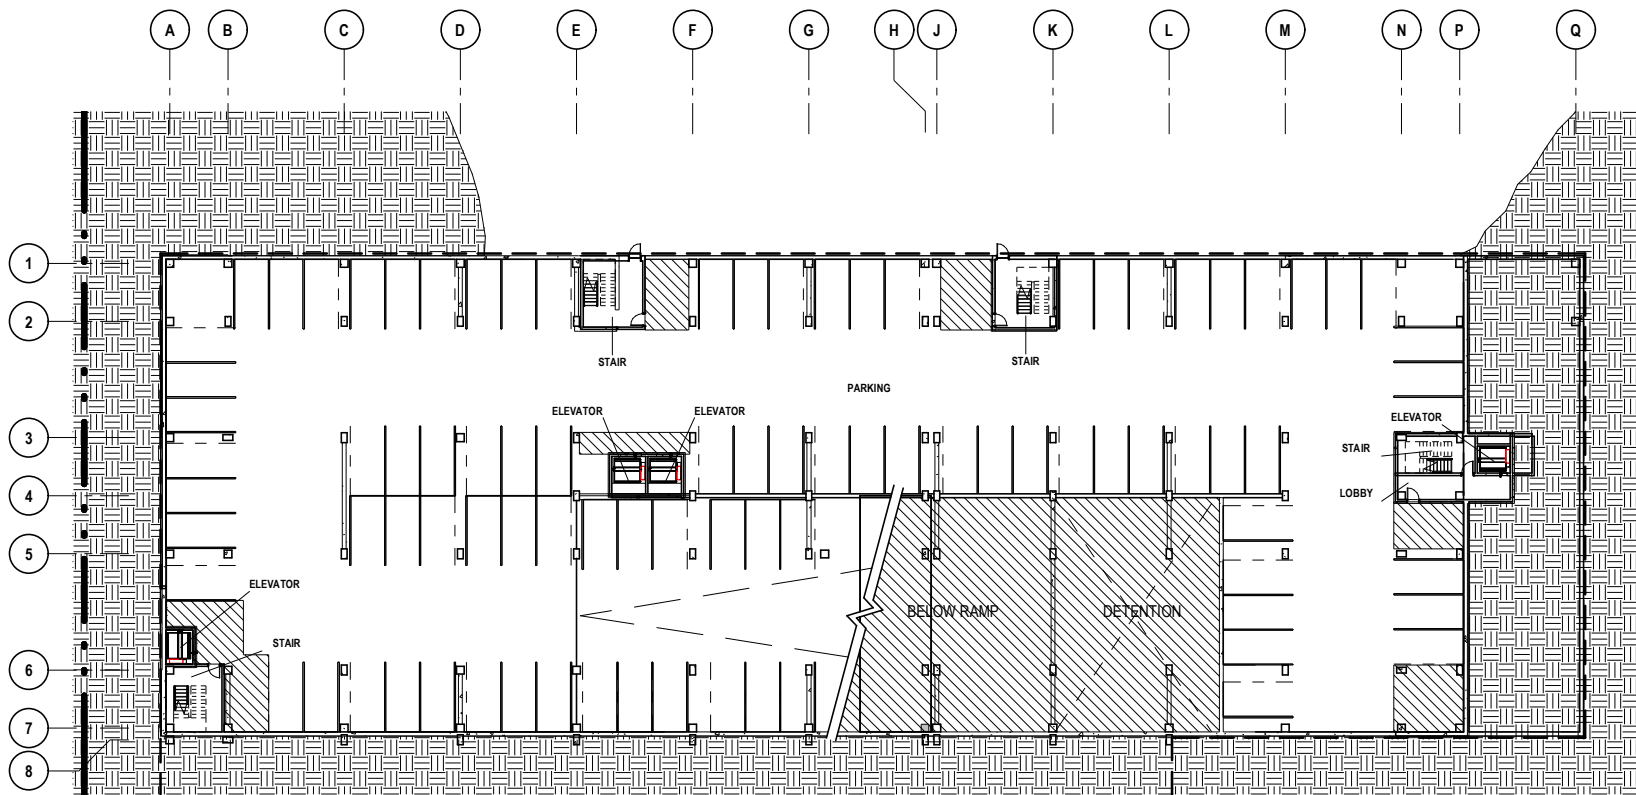 A B C D E F G H J K L M N P Q
1
2
STAIR
STAIR
PARKING
ELEVATOR
ELEVATOR
ELEVATOR
3
STAIR
4
LOBBY
5
ELEVATOR
BELOW RAMP
DETENTION
STAIR
6
7
8